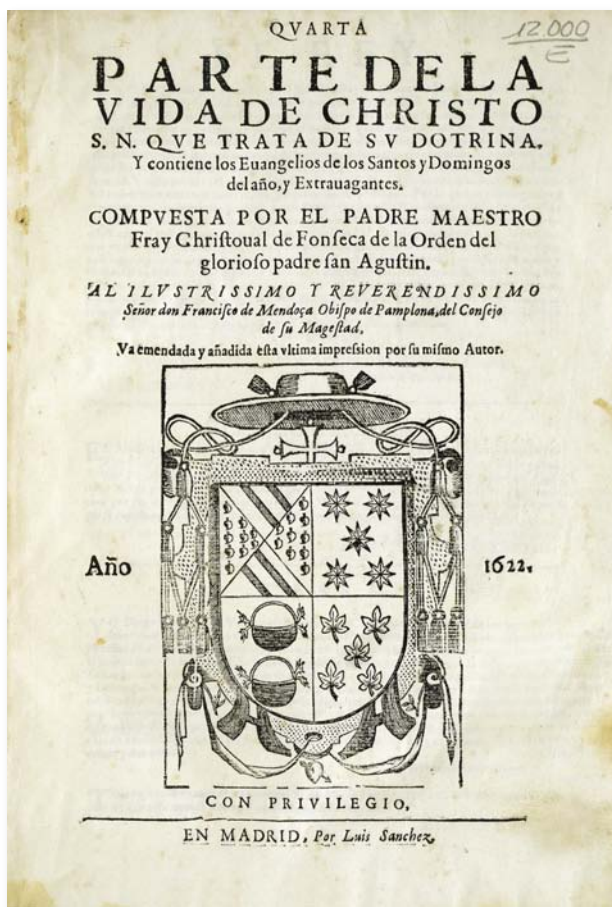 QVARTA
12.000
PARTE DE LA
VIDA DE CHRISTO
S. N. QVE TRATA DE SV DOTRINA.
Y contiene los Euangelios de los Santos y Domingos
del año, y Extrauagantes.
COMPVESTA POR EL PADRE MAESTRO
Fray Chriſtoual de Fonſeca de la Orden del
glorioſo padre ſan Aguſtin.
AL ILVSTRISSIMO Y REVERENDISSIMO
Señor don Franciſco de Mendoça Obiſpo de Pamplona, del Conſejo
de ſu Mageſtad.
Va emendada y añadida eſta vltima impreſsion por ſu miſmo Autor.
Año 1622.
CON PRIVILEGIO,
EN MADRID, Por Luis Sanchez.